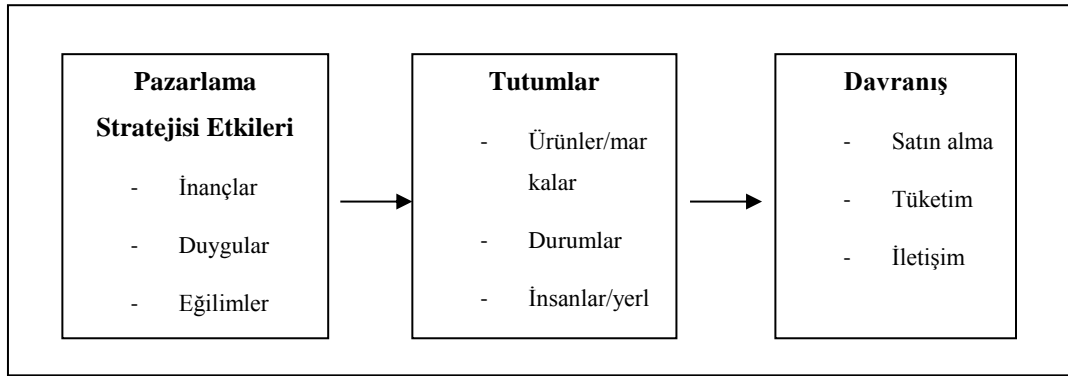 Pazarlama
Stratejisi Etkileri
- İnançlar
- Duygular
- Eğilimler
Tutumlar
- Ürünler/mar
kalar
- Durumlar
- İnsanlar/yerl
Davranış
- Satın alma
- Tüketim
- İletişim